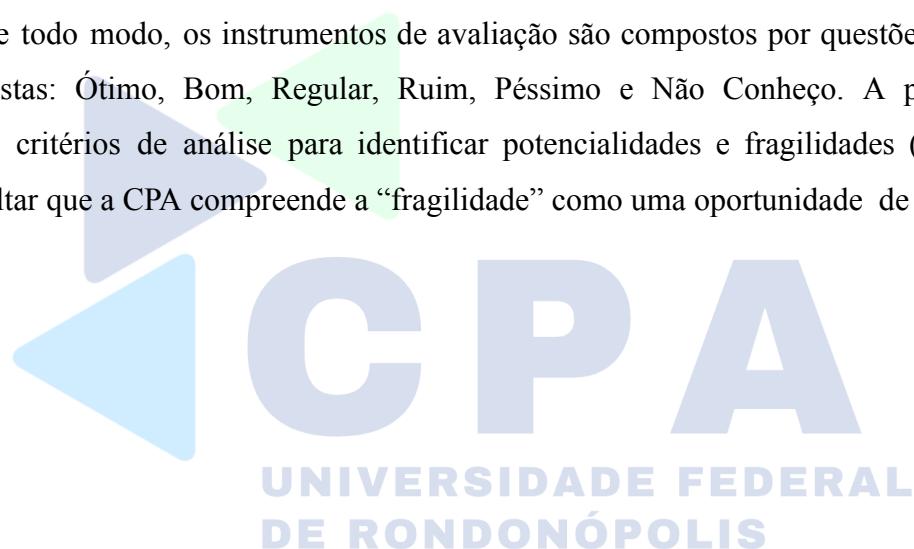 e todo modo, os instrumentos de avaliação são compostos por questõe
stas: Ótimo, Bom, Regular, Ruim, Péssimo e Não Conheço. A p
critérios de análise para identificar potencialidades e fragilidades (
ltar que a CPA compreende a “fragilidade” como uma oportunidade de
CPA
UNIVERSIDADE FEDERAL
DE RONDONÓPOLIS